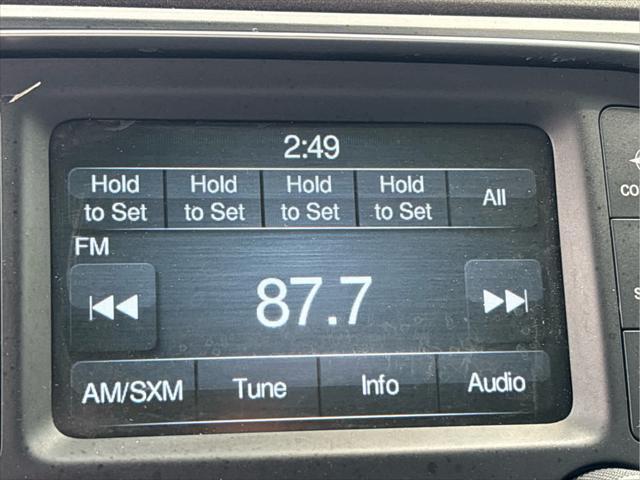 2:49
Hold to Set Hold to Set Hold to Set Hold to Set All
FM
87.7
AM/SXM Tune Info Audio
CO
S